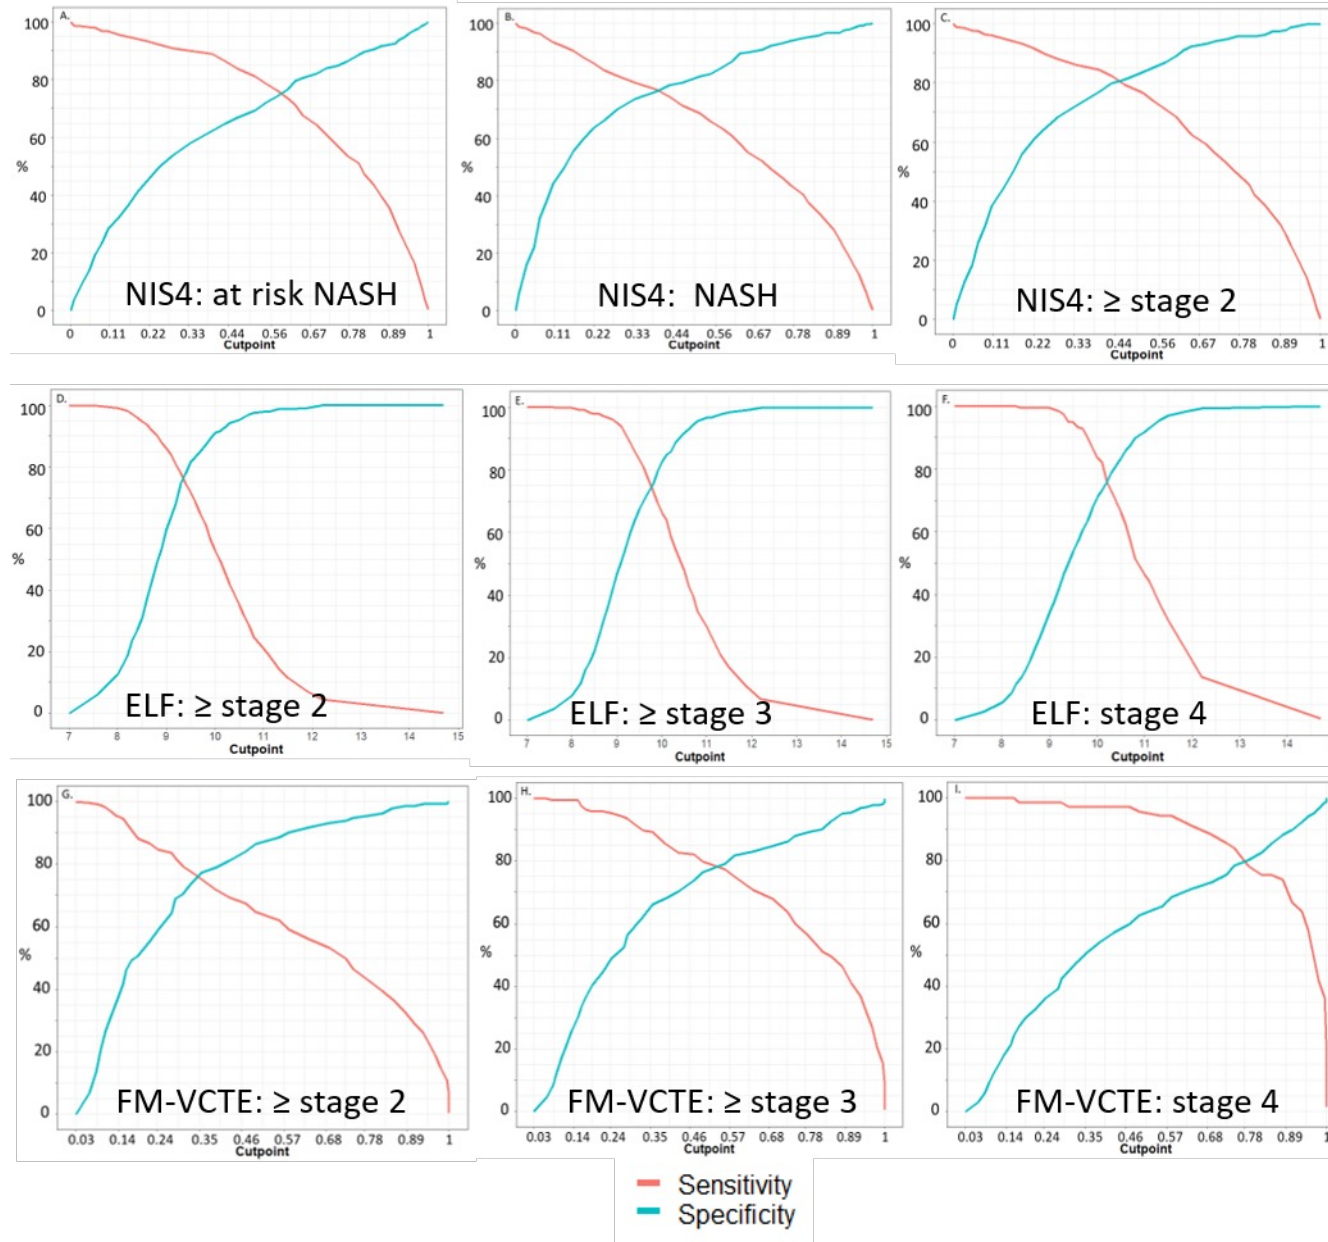 A.
100
80
60
%
40
20
0
NIS4: at risk NASH
0 0.11 0.22 0.33 0.44 0.56 0.67 0.78 0.89 1
Cutpoint
B.
100
80
60
%
40
20
0
NIS4: NASH
0 0.11 0.22 0.33 0.44 0.56 0.67 0.78 0.89 1
Cutpoint
C.
100
80
60
%
40
20
0
NIS4: ≥ stage 2
0 0.11 0.22 0.33 0.44 0.56 0.67 0.78 0.89 1
Cutpoint
D.
100
80
60
%
40
20
0
ELF: ≥ stage 2
7 8 9 10 11 12 13 14 15
Cutpoint
E.
100
80
60
%
40
20
0
ELF: ≥ stage 3
7 8 9 10 11 12 13 14 15
Cutpoint
F.
100
80
60
%
40
20
0
ELF: stage 4
7 8 9 10 11 12 13 14
Cutpoint
G.
100
80
60
%
40
20
0
FM-VCTE: ≥ stage 2
0.03 0.14 0.24 0.35 0.46 0.57 0.68 0.78 0.89 1
Cutpoint
H.
100
80
60
%
40
20
0
FM-VCTE: ≥ stage 3
0.03 0.14 0.24 0.35 0.46 0.57 0.68 0.78 0.89 1
Cutpoint
I.
100
80
60
%
40
20
0
FM-VCTE: stage 4
0.03 0.14 0.24 0.35 0.46 0.57 0.68 0.78 0.89 1
Cutpoint
Sensitivity
Specificity